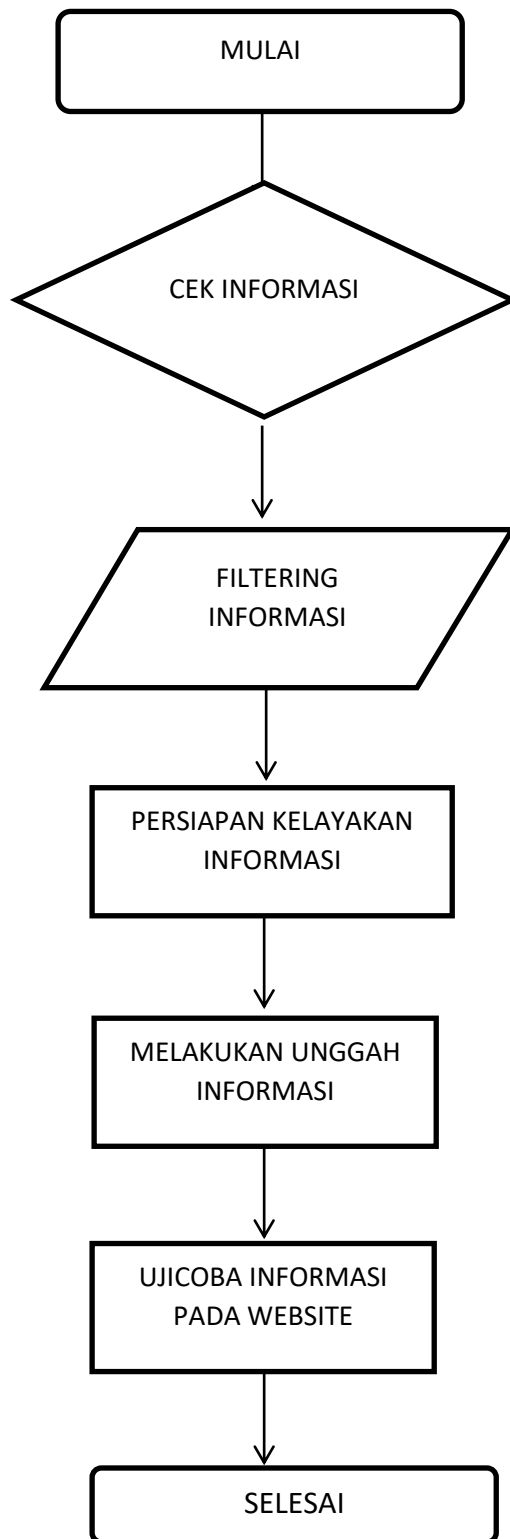 MULAI
CEK INFORMASI
FILTERING
INFORMASI
PERSIAPAN KELAYAKAN
INFORMASI
MELAKUKAN UNGGAH
INFORMASI
UJICOBA INFORMASI
PADA WEBSITE
SELESAI